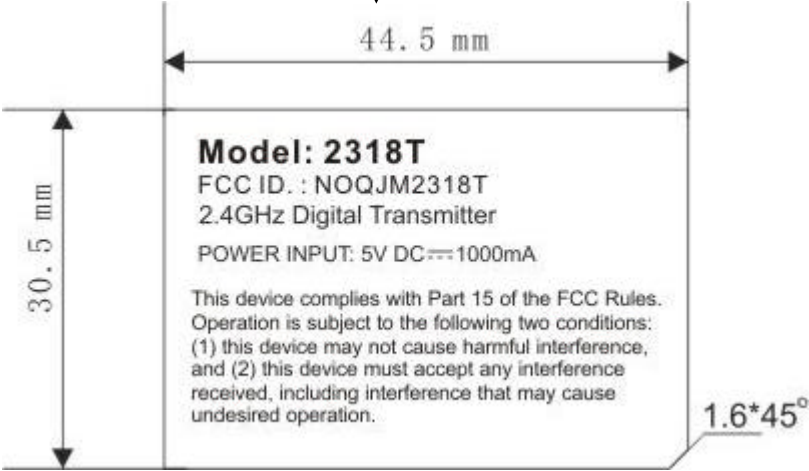 44.5 mm
30.5 mm
Model: 2318T
FCC ID. : NOQJM2318T
2.4GHz Digital Transmitter
POWER INPUT: 5V DC⎓1000mA
This device complies with Part 15 of the FCC Rules.
Operation is subject to the following two conditions:
(1) this device may not cause harmful interference,
and (2) this device must accept any interference
received, including interference that may cause
undesired operation.
1.6*45°